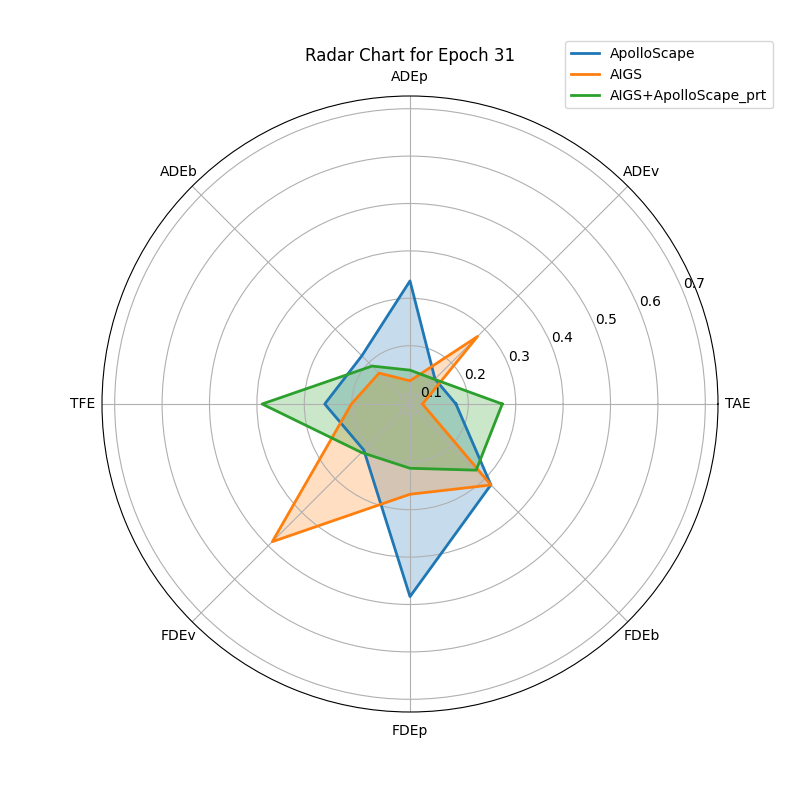 Radar Chart for Epoch 31
ApolloScape
AIGS
AIGS+ApolloScape_prt
ADEp
ADEb
ADEv
0.7
0.6
0.5
0.4
0.3
0.2
0.1
TFE
TAE
FDEv
FDEb
FDEp